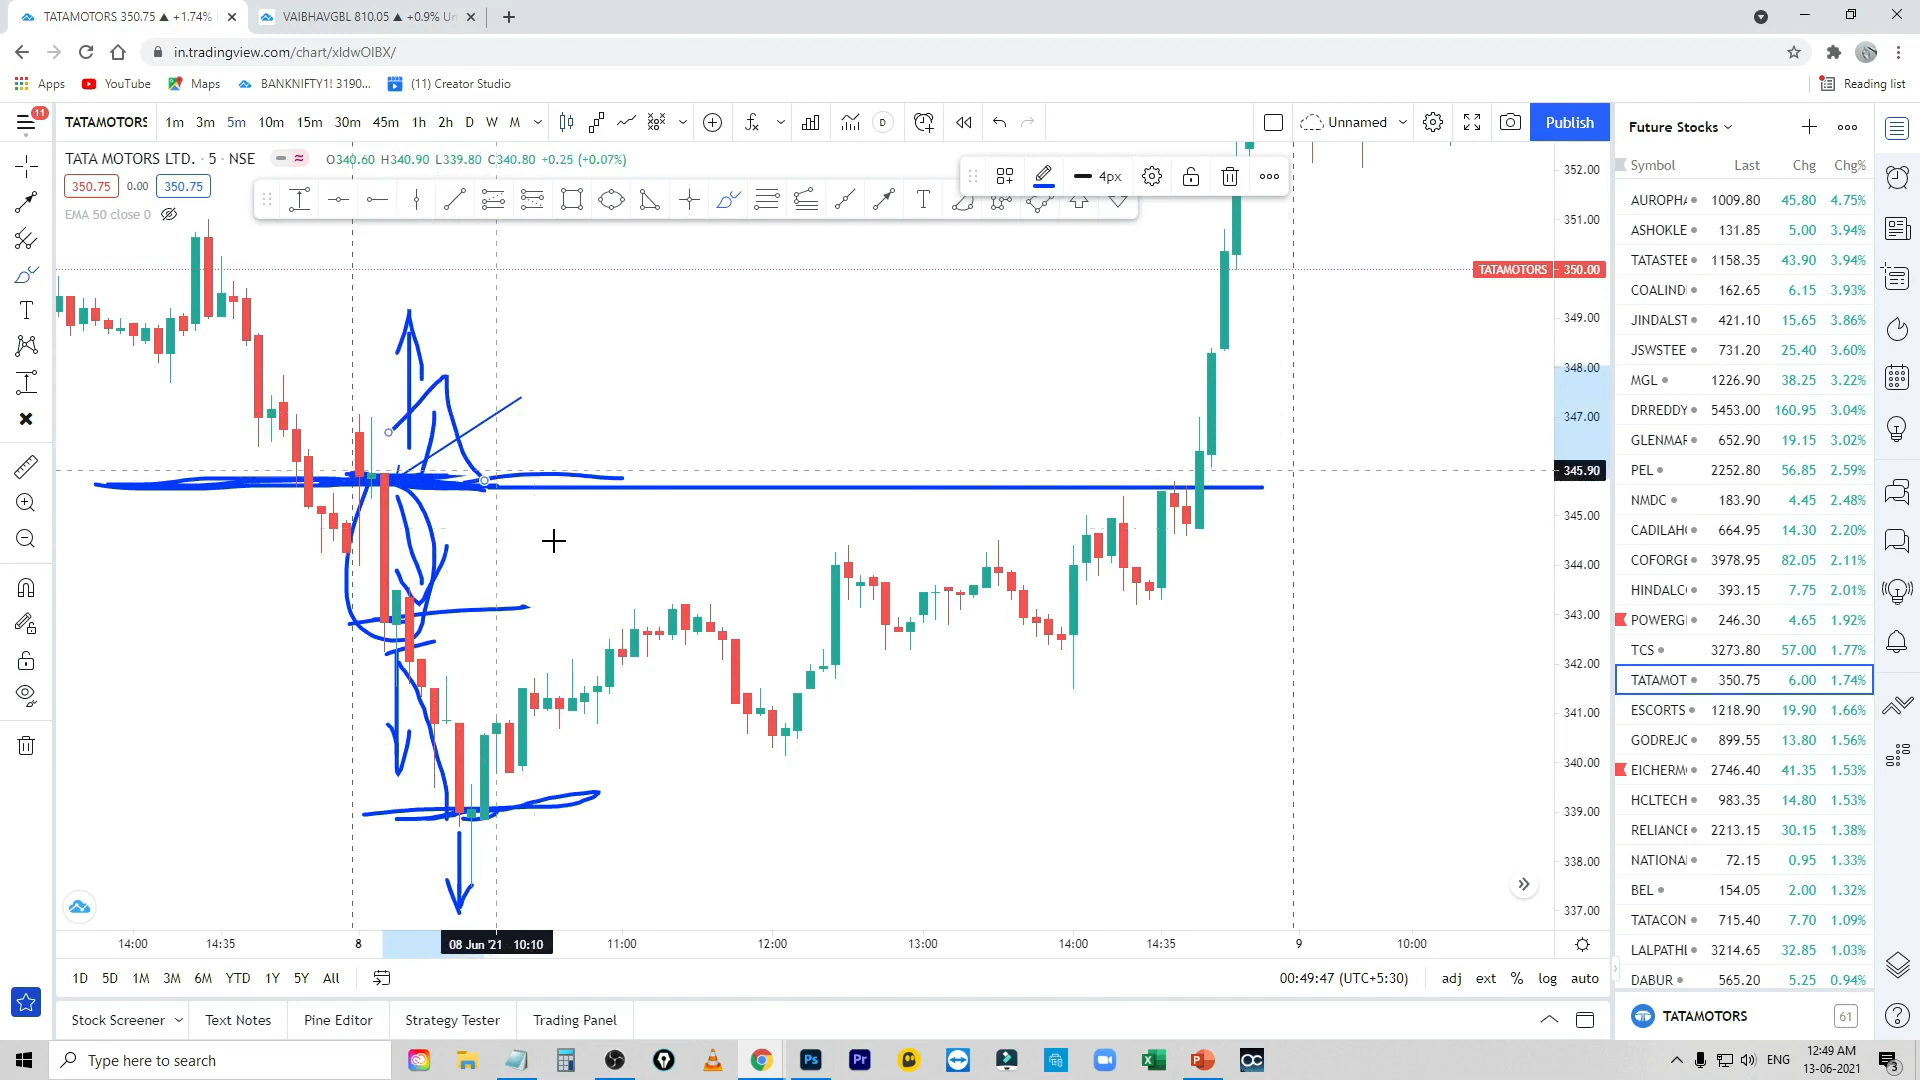 TATAMOTORS 350.75 ▲ +1.74%
VAIBHAVGBL 810.05 ▲ +0.9% Un
in.tradingview.com/chart/xIdwOIBX/
Apps YouTube Maps BANKNIFTY1! 3190... (11) Creator Studio Reading list
11 TATAMOTORS 1m 3m 5m 10m 15m 30m 45m 1h 2h D W M D Unnamed Publish
TATA MOTORS LTD. · 5 · NSE O340.60 H340.90 L339.80 C340.80 +0.25 (+0.07%)
350.75 0.00 350.75
4px
EMA 50 close 0
352.00
351.00
TATAMOTORS 350.00
349.00
348.00
347.00
345.90
345.00
344.00
343.00
342.00
341.00
340.00
339.00
338.00
337.00
14:00 14:35 8 08 Jun '21 10:10 11:00 12:00 13:00 14:00 14:35 9 10:00
1D 5D 1M 3M 6M YTD 1Y 5Y All 00:49:47 (UTC+5:30) adj ext % log auto
Stock Screener Text Notes Pine Editor Strategy Tester Trading Panel
Future Stocks
Symbol Last Chg Chg%
AUROPHA 1009.80 45.80 4.75%
ASHOKLE 131.85 5.00 3.94%
TATASTEE 1158.35 43.90 3.94%
COALIND 162.65 6.15 3.93%
JINDALST 421.10 15.65 3.86%
JSWSTEE 731.20 25.40 3.60%
MGL 1226.90 38.25 3.22%
DRREDDY 5453.00 160.95 3.04%
GLENMAR 652.90 19.15 3.02%
PEL 2252.80 56.85 2.59%
NMDC 183.90 4.45 2.48%
CADILAH 664.95 14.30 2.20%
COFORGE 3978.95 82.05 2.11%
HINDALC 393.15 7.75 2.01%
POWERG 246.30 4.65 1.92%
TCS 3273.80 57.00 1.77%
TATAMOT 350.75 6.00 1.74%
ESCORTS 1218.90 19.90 1.66%
GODREJC 899.55 13.80 1.56%
EICHERM 2746.40 41.35 1.53%
HCLTECH 983.35 14.80 1.53%
RELIANCE 2213.15 30.15 1.38%
NATIONA 72.15 0.95 1.33%
BEL 154.05 2.00 1.32%
TATACON 715.40 7.70 1.09%
LALPATHI 3214.65 32.85 1.03%
DABUR 565.20 5.25 0.94%
TATAMOTORS 61
Type here to search
ENG 12:49 AM
13-06-2021
3